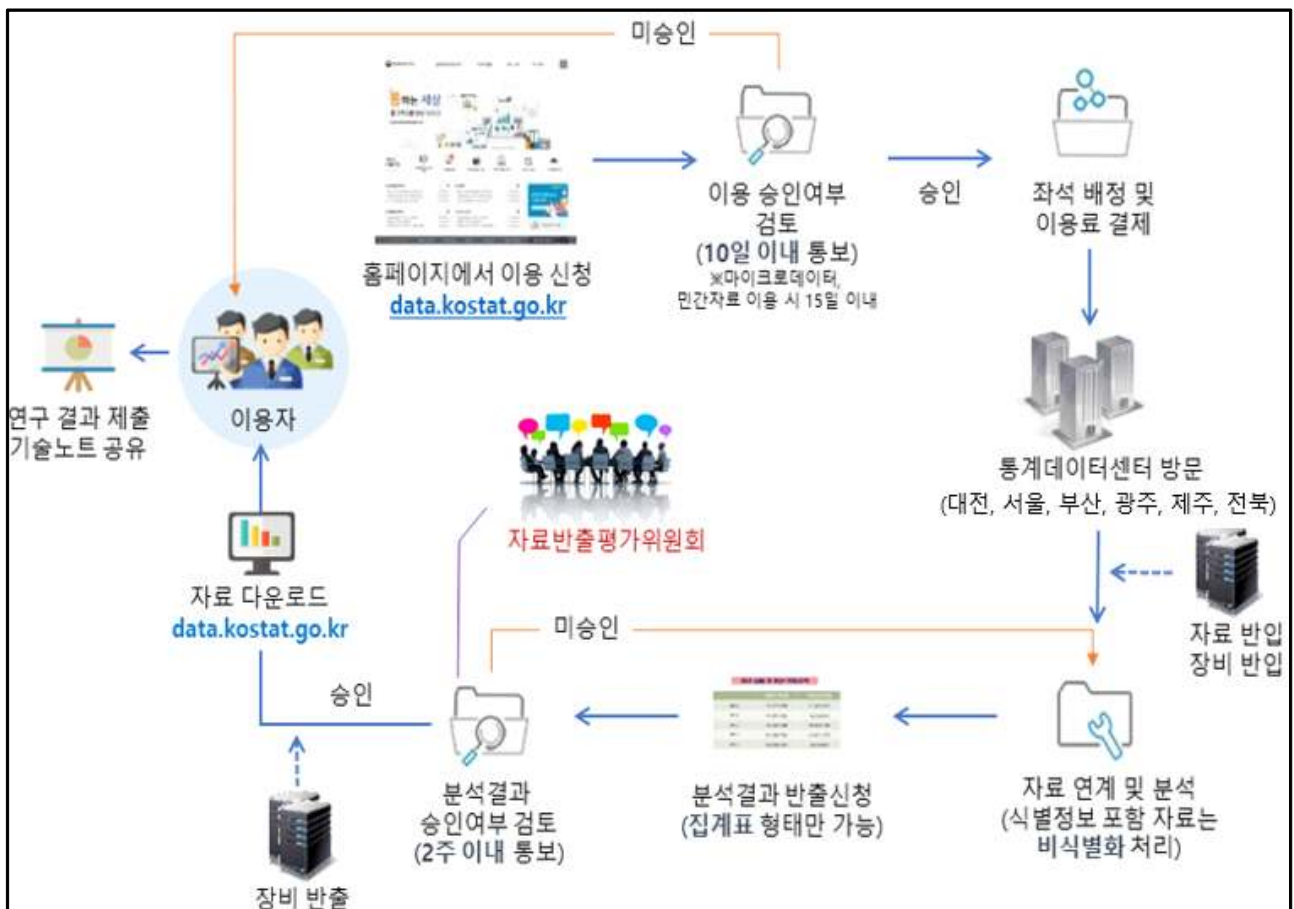 미승인
홈페이지에서 이용 신청
data.kostat.go.kr
이용 승인여부
검토
(10일 이내 통보)
※마이크로데이터,
민간자료 이용 시 15일 이내
승인
좌석 배정 및
이용료 결제
통계데이터센터 방문
(대전, 서울, 부산, 광주, 제주, 전북)
자료 반입
장비 반입
자료 연계 및 분석
(식별정보 포함 자료는
비식별화 처리)
분석결과 반출신청
(집계표 형태만 가능)
미승인
자료반출평가위원회
분석결과
승인여부 검토
(2주 이내 통보)
승인
장비 반출
자료 다운로드
data.kostat.go.kr
이용자
연구 결과 제출
기술노트 공유